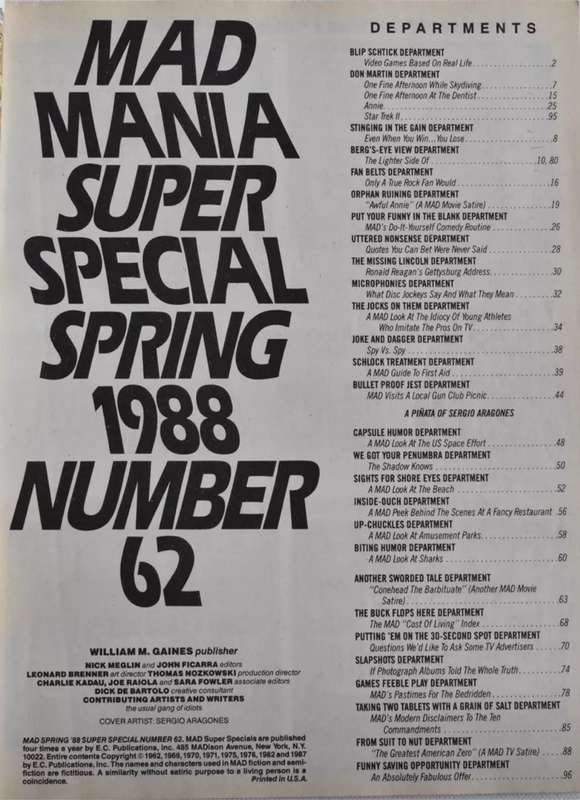 MAD
MANIA
SUPER
SPECIAL
SPRING
1988
NUMBER
62
WILLIAM M. GAINES publisher
NICK MEGLIN and JOHN FICARRA editors
LEONARD BRENNER art director THOMAS NOZKOWSKI production director
CHARLIE KADAU, JOE RAIOLA and SARA FOWLER associate editors
DICK DE BARTOLO creative consultant
CONTRIBUTING ARTISTS AND WRITERS
the usual gang of idiots
COVER ARTIST: SERGIO ARAGONES
MAD SPRING '88 SUPER SPECIAL NUMBER 62. MAD Super Specials are published
four times a year by E.C. Publications, Inc. 485 MADison Avenue, New York, N.Y.
10022. Entire contents Copyright © 1962, 1969, 1970, 1971, 1975, 1976, 1982 and 1987
by E.C. Publications, Inc. The names and characters used in MAD fiction and semi-
fiction are fictitious. A similarity without satiric purpose to a living person is a
coincidence. Printed in U.S.A.
DEPARTMENTS
BLIP SCHTICK DEPARTMENT
Video Games Based On Real Life.................2
DON MARTIN DEPARTMENT
One Fine Afternoon While Skydiving.................7
One Fine Afternoon At The Dentist.................15
Annie.................25
Star Trek II.................95
STINGING IN THE GAIN DEPARTMENT
Even When You Win...You Lose.................8
BERG'S-EYE VIEW DEPARTMENT
The Lighter Side Of.................10, 80
FAN BELTS DEPARTMENT
Only A True Rock Fan Would.................16
ORPHAN RUINING DEPARTMENT
"Awful Annie" (A MAD Movie Satire).................19
PUT YOUR FUNNY IN THE BLANK DEPARTMENT
MAD's Do-It-Yourself Comedy Routine.................26
UTTERED NONSENSE DEPARTMENT
Quotes You Can Bet Were Never Said.................28
THE MISSING LINCOLN DEPARTMENT
Ronald Reagan's Gettysburg Address.................30
MICROPHONIES DEPARTMENT
What Disc Jockeys Say And What They Mean.................32
THE JOCKS ON THEM DEPARTMENT
A MAD Look At The Idiocy Of Young Athletes
Who Imitate The Pros On TV.................34
JOKE AND DAGGER DEPARTMENT
Spy Vs. Spy.................38
SCHLOCK TREATMENT DEPARTMENT
A MAD Guide To First Aid.................39
BULLET PROOF JEST DEPARTMENT
MAD Visits A Local Gun Club Picnic.................44
A PIÑATA OF SERGIO ARAGONES
CAPSULE HUMOR DEPARTMENT
A MAD Look At The US Space Effort.................48
WE GOT YOUR PENUMBRA DEPARTMENT
The Shadow Knows.................50
SIGHTS FOR SHORE EYES DEPARTMENT
A MAD Look At The Beach.................52
INSIDE-OUCH DEPARTMENT
A MAD Peek Behind The Scenes At A Fancy Restaurant .56
UP-CHUCKLES DEPARTMENT
A MAD Look At Amusement Parks.................58
BITING HUMOR DEPARTMENT
A MAD Look At Sharks.................60
ANOTHER SWORDED TALE DEPARTMENT
"Conehead The Barbituate" (Another MAD Movie
Satire).................63
THE BUCK FLOPS HERE DEPARTMENT
The MAD "Cost Of Living" Index.................68
PUTTING 'EM ON THE 30-SECOND SPOT DEPARTMENT
Questions We'd Like To Ask Some TV Advertisers.................70
SLAPSHOTS DEPARTMENT
If Photograph Albums Told The Whole Truth.................74
GAMES FEEBLE PLAY DEPARTMENT
MAD's Pastimes For The Bedridden.................78
TAKING TWO TABLETS WITH A GRAIN OF SALT DEPARTMENT
MAD's Modern Disclaimers To The Ten
Commandments.................85
FROM SUIT TO NUT DEPARTMENT
"The Greatest American Zero" (A MAD TV Satire).................88
FUNNY SAVING OPPORTUNITY DEPARTMENT
An Absolutely Fabulous Offer.................96